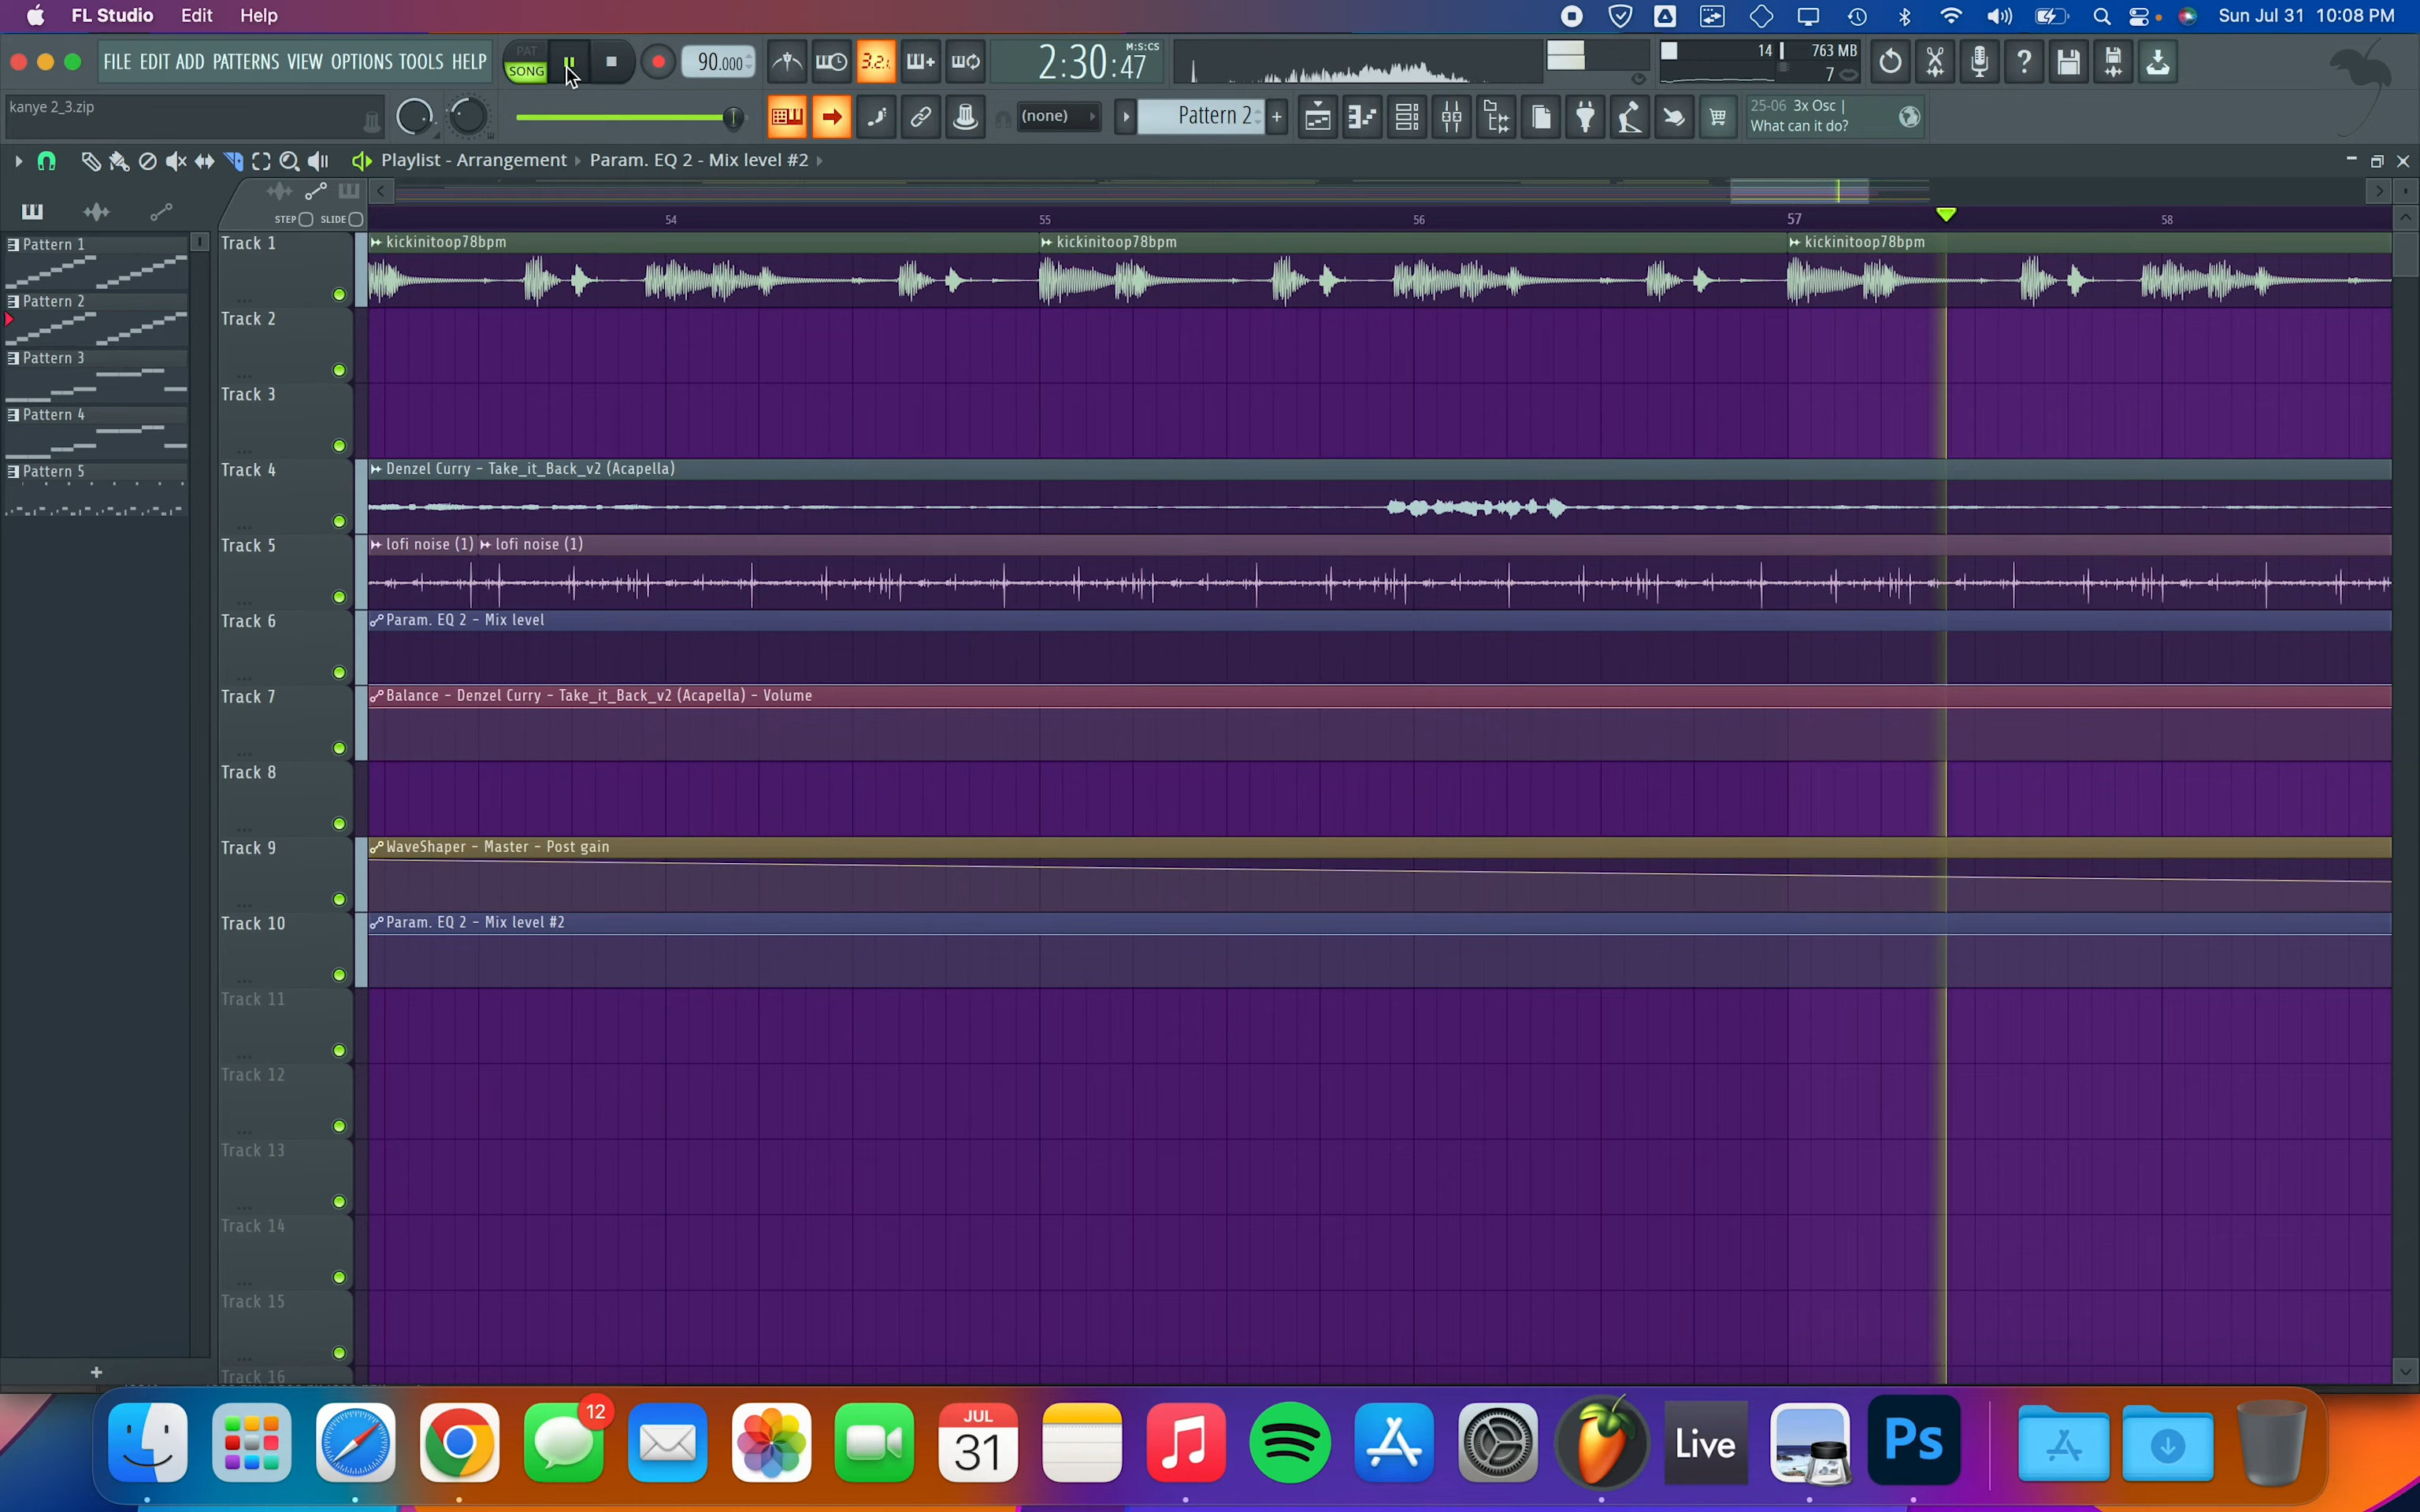 FL Studio Edit Help Sun Jul 31 10:08 PM
FILE EDIT ADD PATTERNS VIEW OPTIONS TOOLS HELP PAT SONG 90.000 3.2. 2:30:47 M:S:CS 14 763 MB 7
kanye 2_3.zip (none) Pattern 2 + 25-06 3x Osc |
What can it do?
Playlist - Arrangement Param. EQ 2 - Mix level #2
STEP SLIDE 54 55 56 57 58
Pattern 1
Pattern 2
Pattern 3
Pattern 4
Pattern 5
Track 1 kickinitoop78bpm kickinitoop78bpm kickinitoop78bpm
Track 2
Track 3
Track 4 Denzel Curry - Take_it_Back_v2 (Acapella)
Track 5 lofi noise (1) lofi noise (1)
Track 6 Param. EQ 2 - Mix level
Track 7 Balance - Denzel Curry - Take_it_Back_v2 (Acapella) - Volume
Track 8
Track 9 WaveShaper - Master - Post gain
Track 10 Param. EQ 2 - Mix level #2
Track 11
Track 12
Track 13
Track 14
Track 15
Track 16
12
JUL
31
Live
Ps